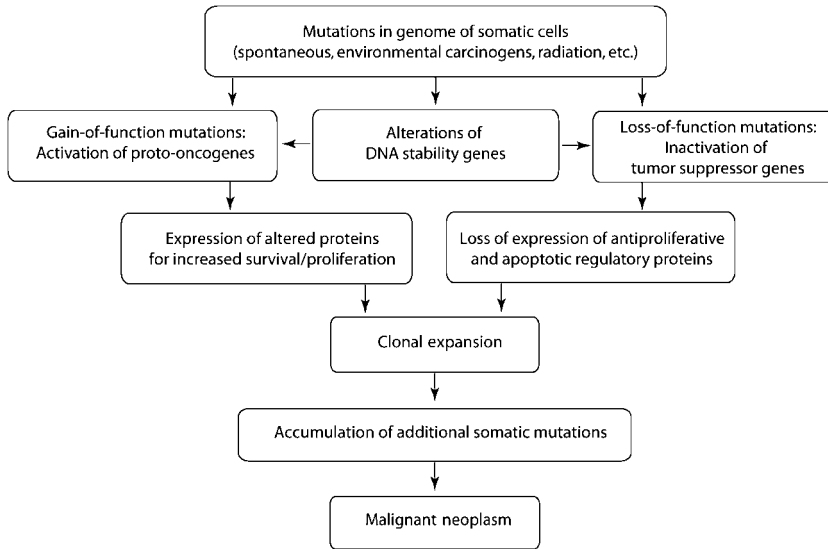 Mutations in genome of somatic cells
(spontaneous, environmental carcinogens, radiation, etc.)
Gain-of-function mutations:
Activation of proto-oncogenes
Alterations of
DNA stability genes
Loss-of-function mutations:
Inactivation of
tumor suppressor genes
Expression of altered proteins
for increased survival/proliferation
Loss of expression of antiproliferative
and apoptotic regulatory proteins
Clonal expansion
Accumulation of additional somatic mutations
Malignant neoplasm